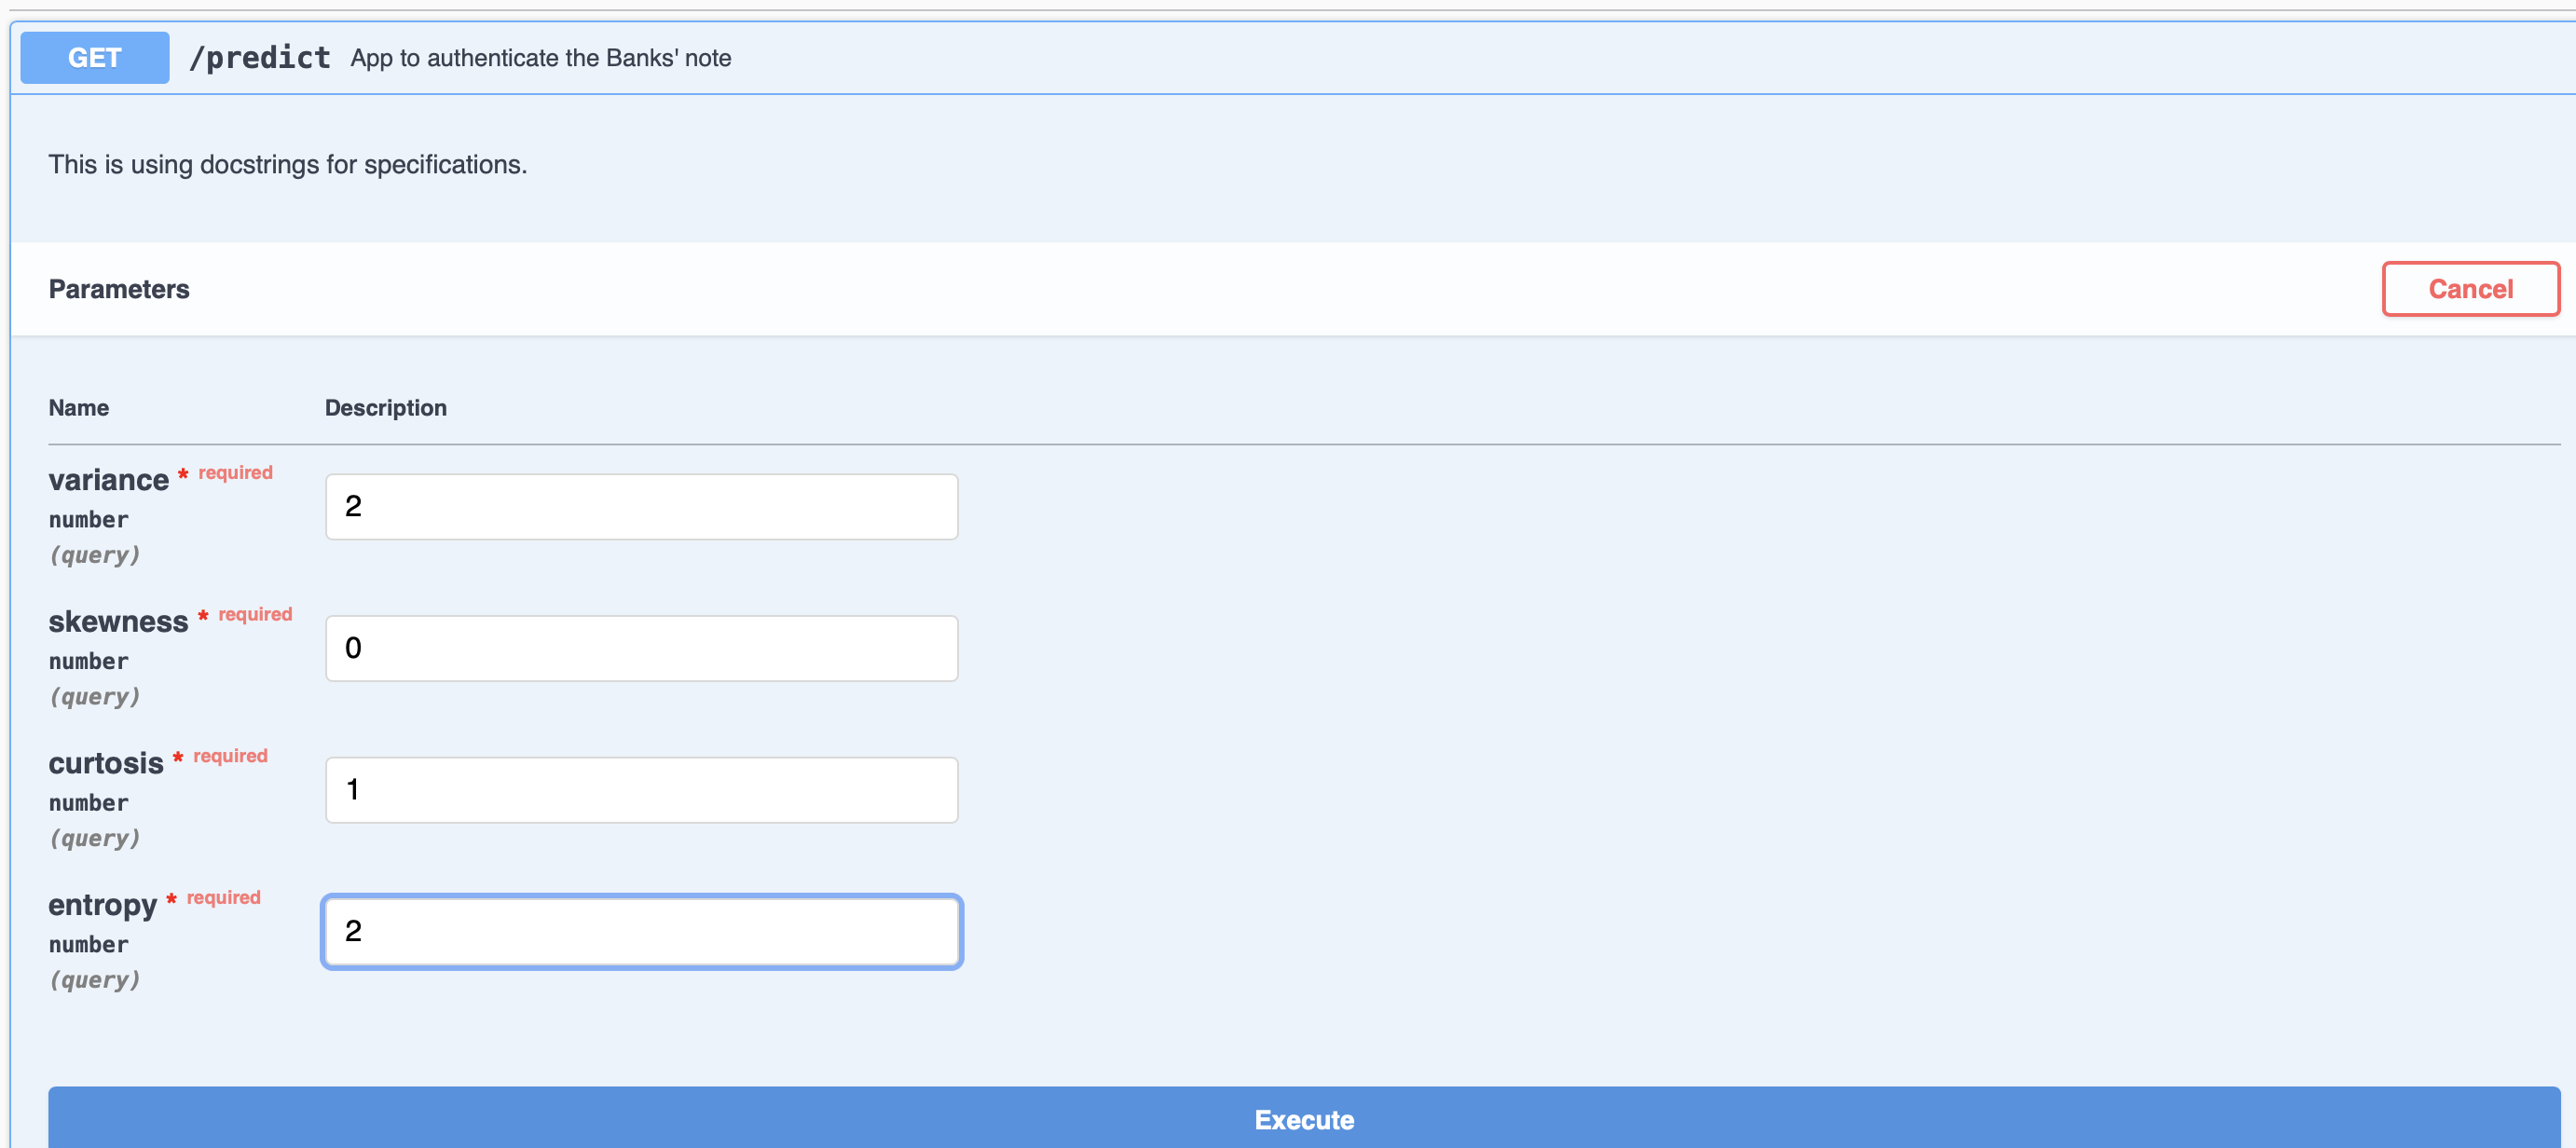 GET /predict App to authenticate the Banks' note
This is using docstrings for specifications.
Parameters Cancel
Name Description
variance * required
number
(query)
2
skewness * required
number
(query)
0
curtosis * required
number
(query)
1
entropy * required
number
(query)
2
Execute